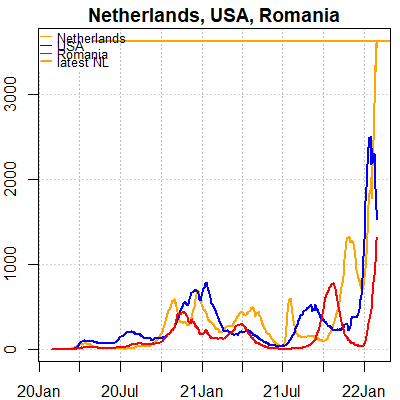 Netherlands, USA, Romania
Netherlands
USA
Romania
latest NL
3000
2000
1000
0
20Jan 20Jul 21Jan 21Jul 22Jan